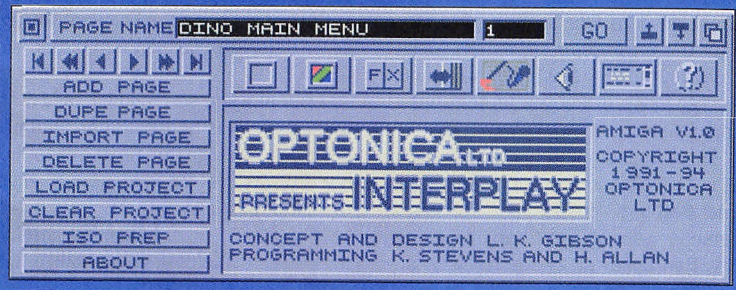 PAGE NAME DINO MAIN MENU 1 GO
F X
ADD PAGE
DUPE PAGE
IMPORT PAGE
DELETE PAGE
LOAD PROJECT
CLEAR PROJECT
ISO PREP
ABOUT
OPTONICA LTD
PRESENTS INTERPLAY
AMIGA V1.0
COPYRIGHT
1991-94
OPTONICA
LTD
CONCEPT AND DESIGN L. K. GIBSON
PROGRAMMING K. STEVENS AND H. ALLAN